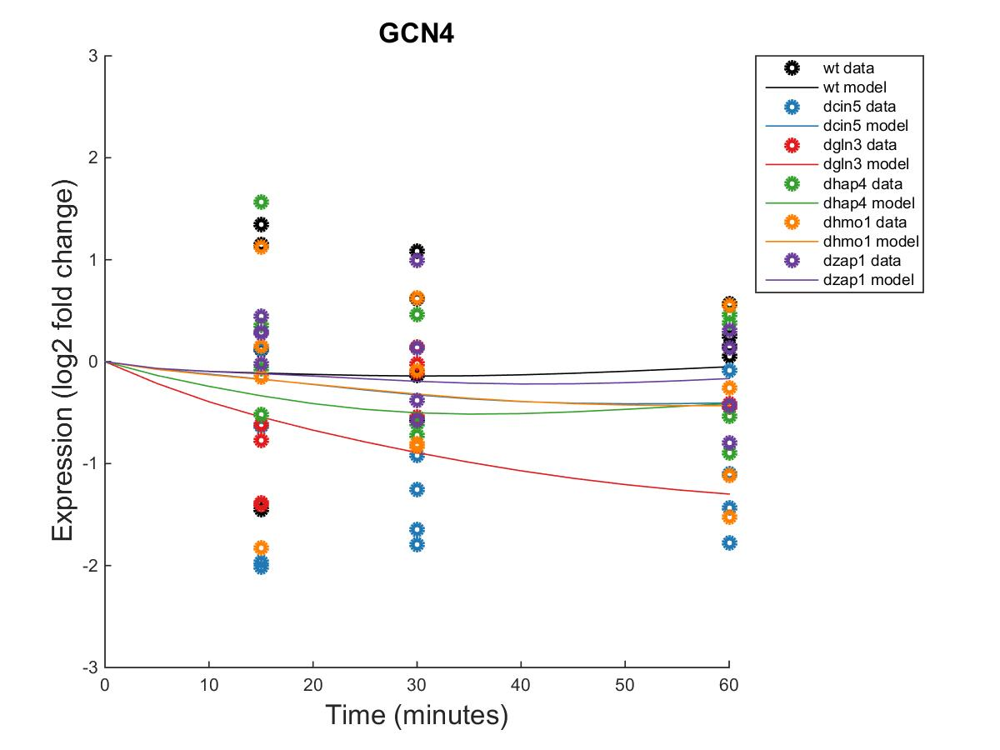 GCN4
3
2
1
0
-1
-2
-3
Expression (log2 fold change)
0 10 20 30 40 50 60
Time (minutes)
wt data
wt model
dcin5 data
dcin5 model
dgln3 data
dgln3 model
dhap4 data
dhap4 model
dhmo1 data
dhmo1 model
dzap1 data
dzap1 model